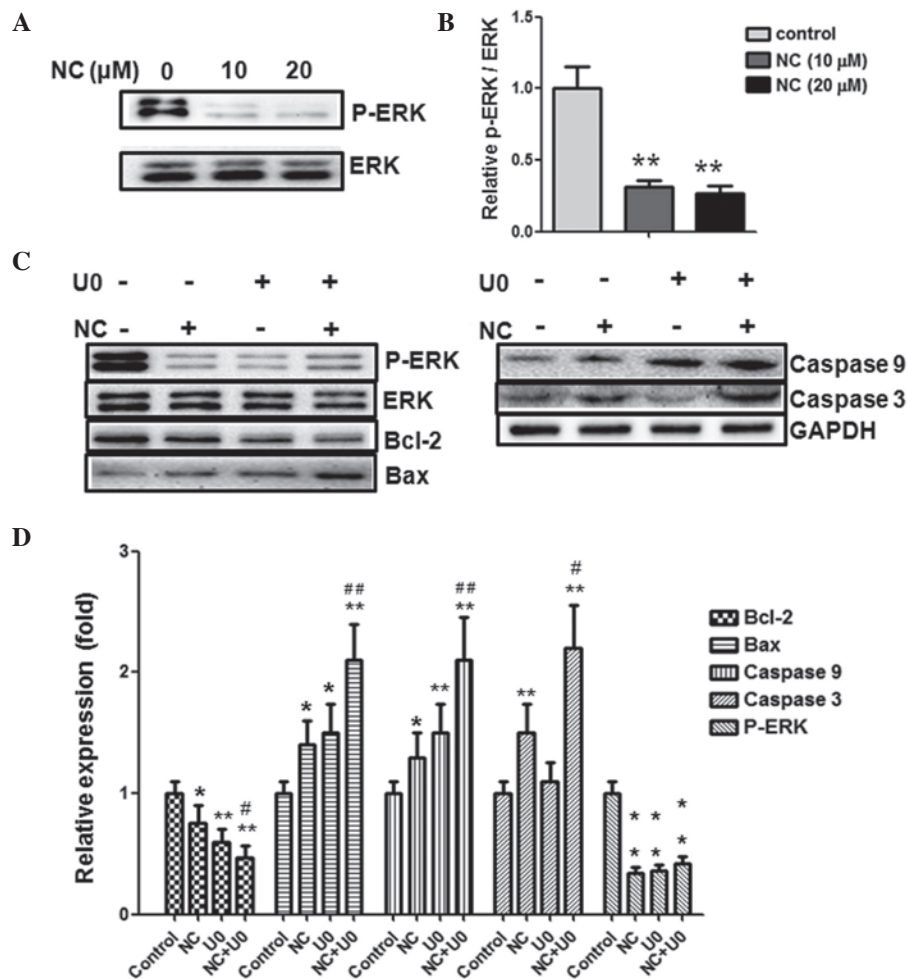 A
NC (µM) 0 10 20
P-ERK
ERK
B
Relative p-ERK / ERK
1.5
1.0
0.5
0.0
** **
control
NC (10 µM)
NC (20 µM)
C
U0 - - + +
NC - + - +
P-ERK
ERK
Bcl-2
Bax
U0 - - + +
NC - + - +
Caspase 9
Caspase 3
GAPDH
D
Relative expression (fold)
3
2
1
0
* ** # **
* * ## **
* ** ## **
** # **
* * * * * *
Bcl-2
Bax
Caspase 9
Caspase 3
P-ERK
Control NC U0 NC+U0 Control NC U0 NC+U0 Control NC U0 NC+U0 Control NC U0 NC+U0 Control NC U0 NC+U0